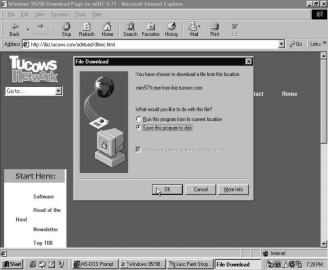 Windows 95/98 Download Page for mIRC 5.71 - Microsoft Internet Explorer
File Edit View Favorites Tools Help
Back Stop Refresh Home Search Favorites History Mail Print
Address http://biz.tucows.com/adnload/dlmirc.html Go Links
TUCOWS
Network
Go to...
tact Home
File Download
You have chosen to download a file from this location.
mirc571t.exe from biz.tucows.com
What would you like to do with this file?
Run this program from its current location
Save this program to disk
OK Cancel More Info
Start Here:
Software
Head of the
Herd
Newsletter
Top 100
Internet
Start MS-DOS Prompt Windows 95/98... Jasc Paint Shop... File Download 7:28 PM